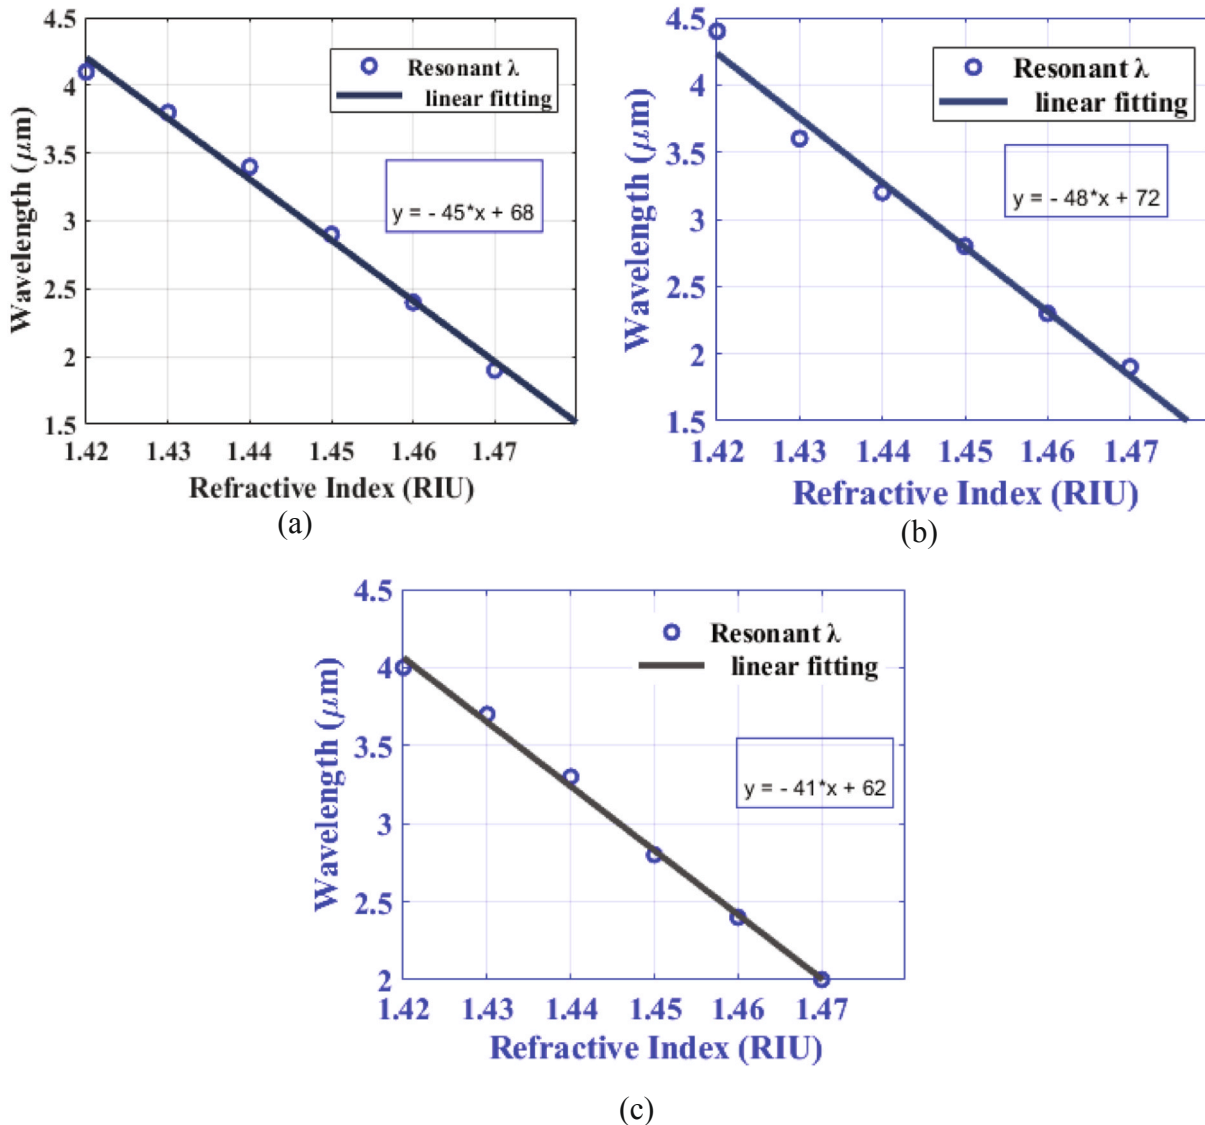 4.5
4
3.5
3
2.5
2
1.5
Wavelength (μm)
Resonant λ
linear fitting
y = - 45*x + 68
1.42 1.43 1.44 1.45 1.46 1.47
Refractive Index (RIU)
(a)
4.5
4
3.5
3
2.5
2
1.5
Wavelength (μm)
Resonant λ
linear fitting
y = - 48*x + 72
1.42 1.43 1.44 1.45 1.46 1.47
Refractive Index (RIU)
(b)
4.5
4
3.5
3
2.5
2
Wavelength (μm)
Resonant λ
linear fitting
y = - 41*x + 62
1.42 1.43 1.44 1.45 1.46 1.47
Refractive Index (RIU)
(c)